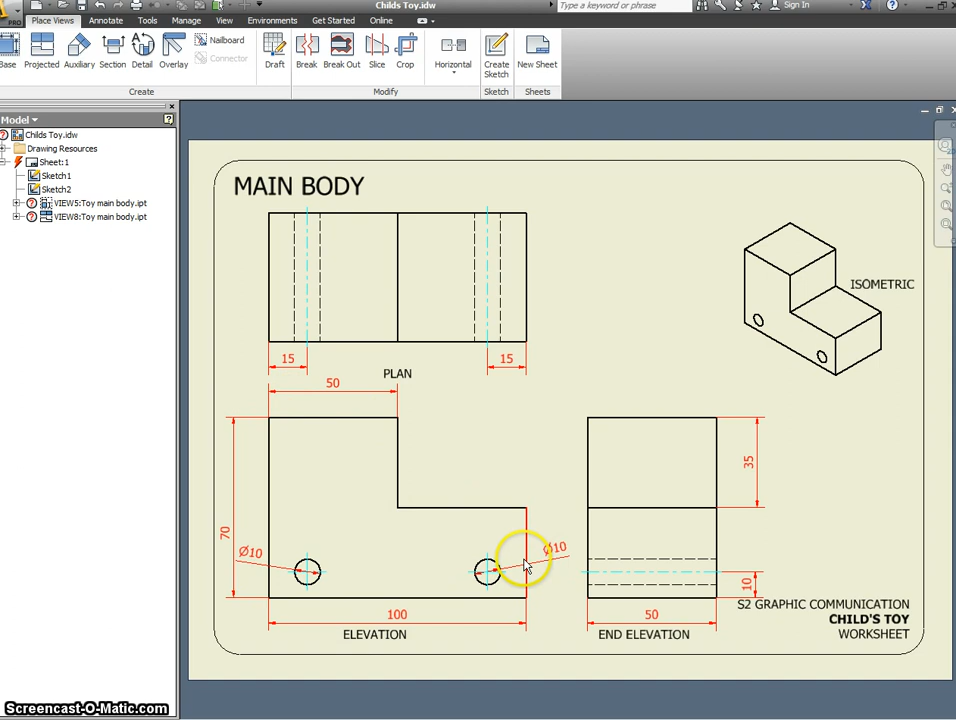 Childs Toy.idw
Type a keyword or phrase
Sign In
PRO
Place Views Annotate Tools Manage View Environments Get Started Online
Base Projected Auxiliary Section Detail Overlay
Nailboard
Connector
Draft
Break Break Out Slice Crop
Horizontal
Create
Sketch
New Sheet
Create Modify Sketch Sheets
Model
Childs Toy.idw
Drawing Resources
Sheet:1
Sketch1
Sketch2
VIEW5:Toy main body.ipt
VIEW8:Toy main body.ipt
MAIN BODY
ISOMETRIC
15
15
PLAN
50
70
35
Ø10
Ø10
10
100
50
ELEVATION
END ELEVATION
S2 GRAPHIC COMMUNICATION
CHILD'S TOY
WORKSHEET
Screencast-O-Matic.com